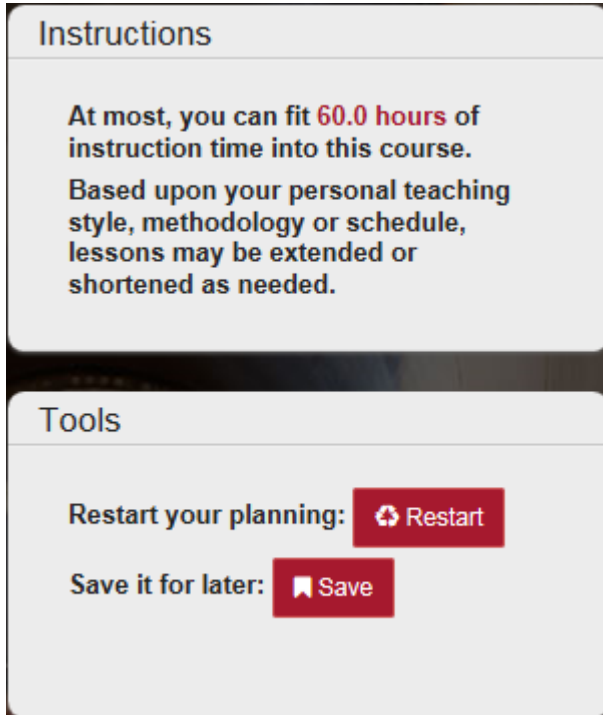 Instructions
At most, you can fit 60.0 hours of
instruction time into this course.
Based upon your personal teaching
style, methodology or schedule,
lessons may be extended or
shortened as needed.
Tools
Restart your planning: Restart
Save it for later: Save